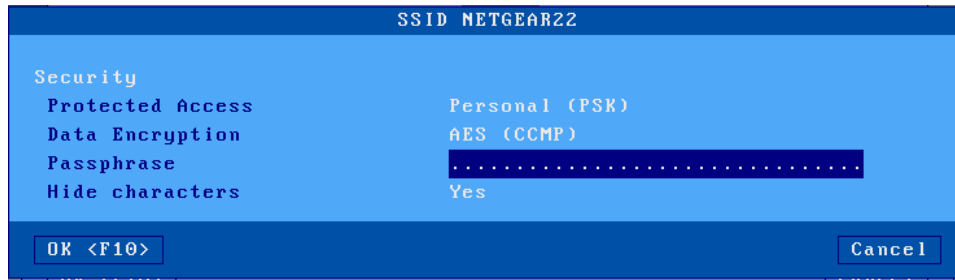 SSID NETGEAR22
Security
Protected Access Personal (PSK)
Data Encryption AES (CCMP)
Passphrase ................................
Hide characters Yes
OK <F10> Cancel